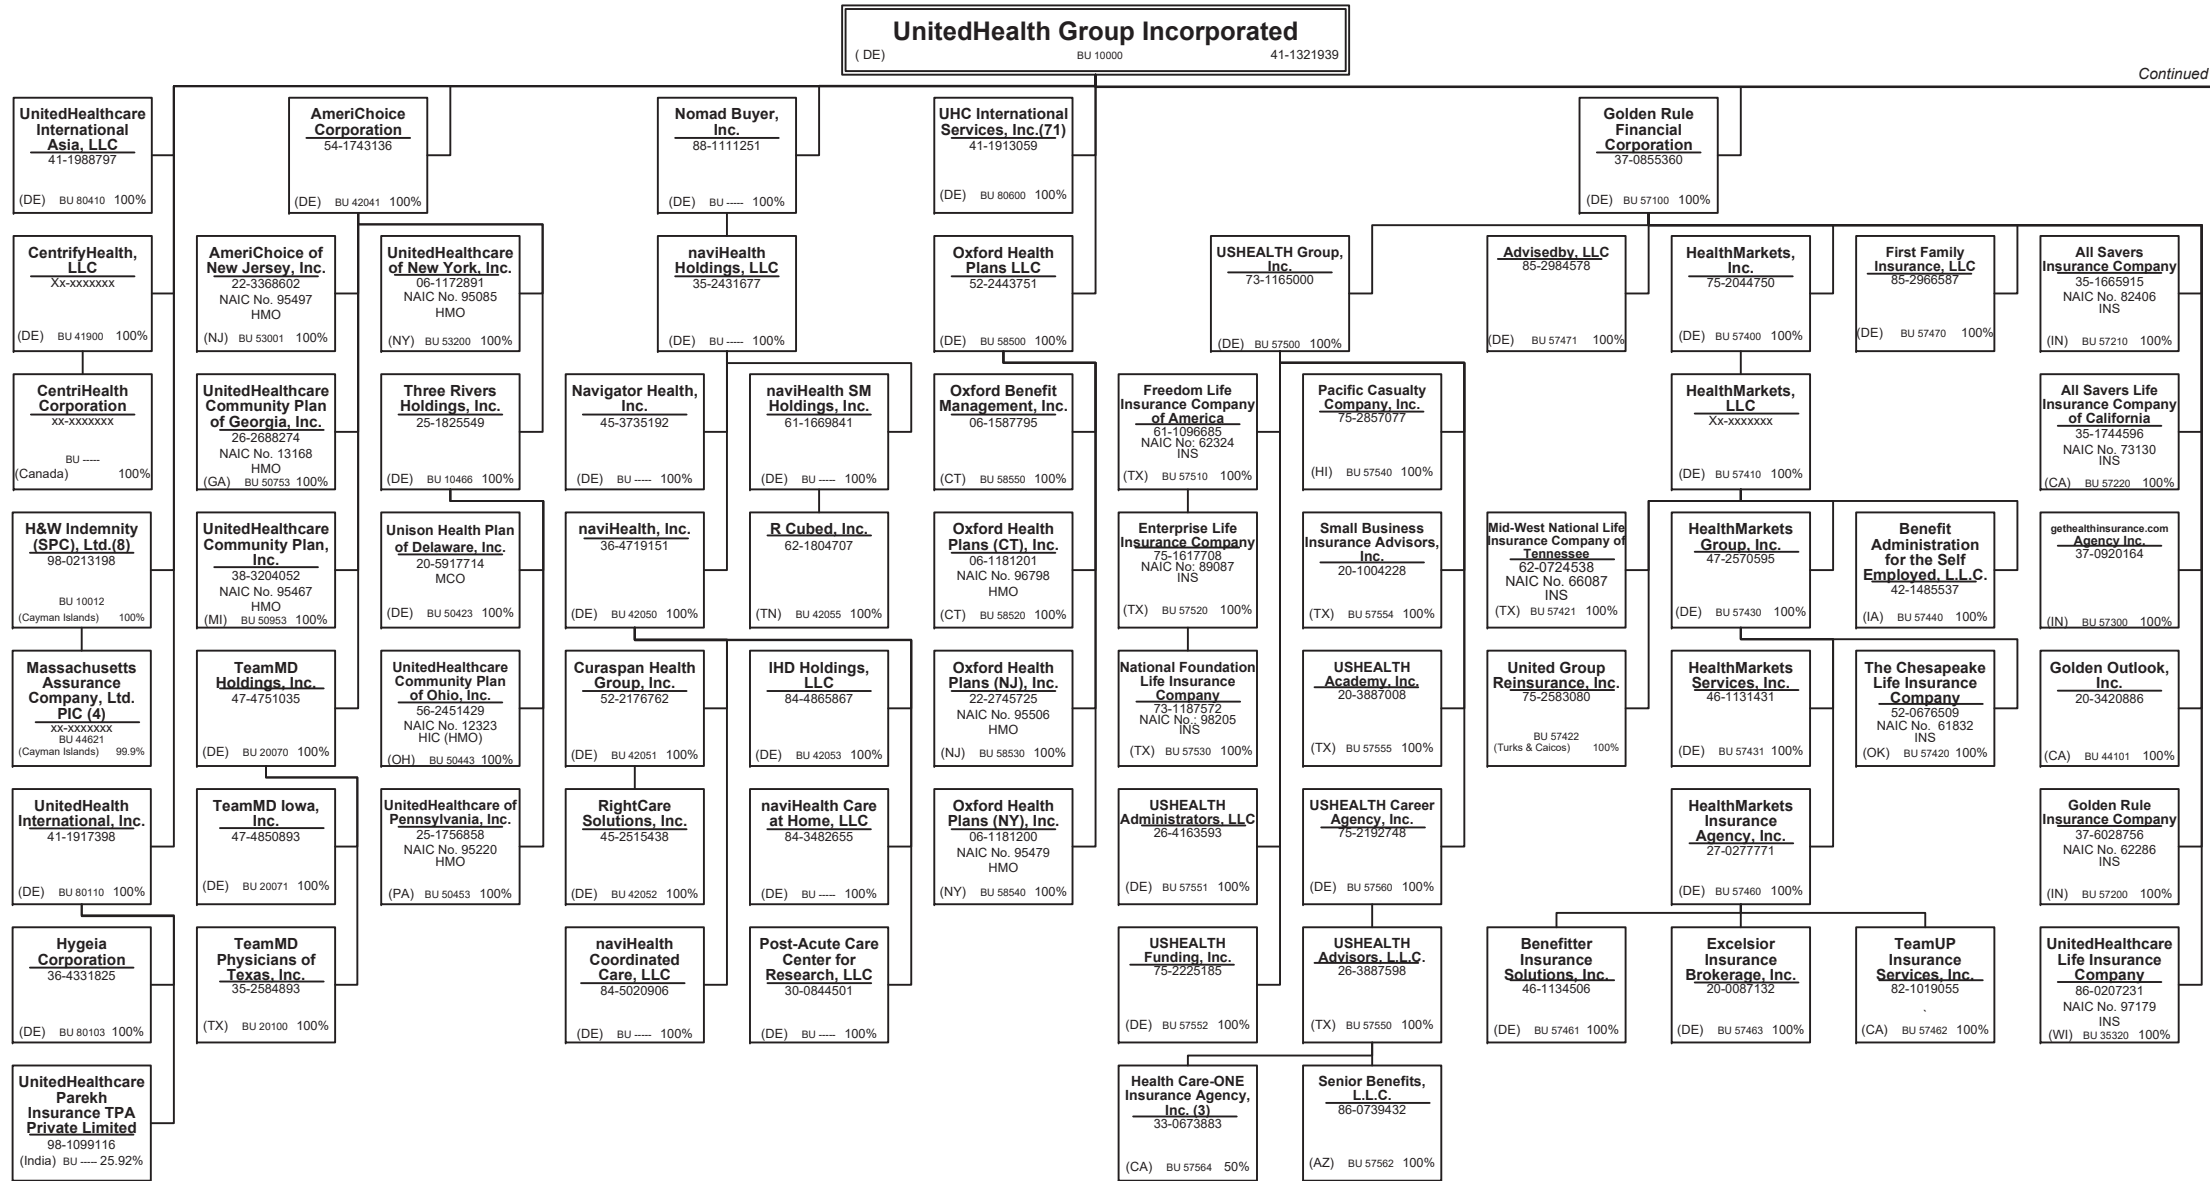 UnitedHealth Group Incorporated
( DE) BU 10000 41-1321939
Continued
UnitedHealthcare
International
Asia, LLC
41-1988797
(DE) BU 80410 100%
AmeriChoice
Corporation
54-1743136
(DE) BU 42041 100%
Nomad Buyer,
Inc.
88-1111251
(DE) BU ----- 100%
UHC International
Services, Inc.(71)
41-1913059
(DE) BU 80600 100%
Golden Rule
Financial
Corporation
37-0855360
(DE) BU 57100 100%
CentrifyHealth,
LLC
Xx-xxxxxxx
(DE) BU 41900 100%
AmeriChoice of
New Jersey, Inc.
22-3368602
NAIC No. 95497
HMO
(NJ) BU 53001 100%
UnitedHealthcare
of New York, Inc.
06-1172891
NAIC No. 95085
HMO
(NY) BU 53200 100%
naviHealth
Holdings, LLC
35-2431677
(DE) BU ----- 100%
Oxford Health
Plans LLC
52-2443751
(DE) BU 58500 100%
USHEALTH Group,
Inc.
73-1165000
(DE) BU 57500 100%
Advisedby, LLC
85-2984578
(DE) BU 57471 100%
HealthMarkets,
Inc.
75-2044750
(DE) BU 57400 100%
First Family
Insurance, LLC
85-2966587
(DE) BU 57470 100%
All Savers
Insurance Company
35-1665915
NAIC No. 82406
INS
(IN) BU 57210 100%
CentriHealth
Corporation
xx-xxxxxxx
BU -----
(Canada) 100%
UnitedHealthcare
Community Plan
of Georgia, Inc.
26-2688274
NAIC No. 13168
HMO
(GA) BU 50753 100%
Three Rivers
Holdings, Inc.
25-1825549
(DE) BU 10466 100%
Navigator Health,
Inc.
45-3735192
(DE) BU ----- 100%
naviHealth SM
Holdings, Inc.
61-1669841
(DE) BU ----- 100%
Oxford Benefit
Management, Inc.
06-1587795
(CT) BU 58550 100%
Freedom Life
Insurance Company
of America
61-1096685
NAIC No: 62324
INS
(TX) BU 57510 100%
Pacific Casualty
Company, Inc.
75-2857077
(HI) BU 57540 100%
HealthMarkets,
LLC
Xx-xxxxxxx
(DE) BU 57410 100%
All Savers Life
Insurance Company
of California
35-1744596
NAIC No. 73130
INS
(CA) BU 57220 100%
H&W Indemnity
(SPC), Ltd.(8)
98-0213198
BU 10012
(Cayman Islands) 100%
UnitedHealthcare
Community Plan,
Inc.
38-3204052
NAIC No. 95467
HMO
(MI) BU 50953 100%
Unison Health Plan
of Delaware, Inc.
20-5917714
MCO
(DE) BU 50423 100%
naviHealth, Inc.
36-4719151
(DE) BU 42050 100%
R Cubed, Inc.
62-1804707
(TN) BU 42055 100%
Oxford Health
Plans (CT), Inc.
06-1181201
NAIC No. 96798
HMO
(CT) BU 58520 100%
Enterprise Life
Insurance Company
75-1617708
NAIC No: 89087
INS
(TX) BU 57520 100%
Small Business
Insurance Advisors,
Inc.
20-1004228
(TX) BU 57554 100%
Mid-West National Life
Insurance Company of
Tennessee
62-0724538
NAIC No. 66087
INS
(TX) BU 57421 100%
HealthMarkets
Group, Inc.
47-2570595
(DE) BU 57430 100%
Benefit
Administration
for the Self
Employed, L.L.C.
42-1485537
(IA) BU 57440 100%
gethealthinsurance.com
Agency Inc.
37-0920164
(IN) BU 57300 100%
Massachusetts
Assurance
Company, Ltd.
PIC (4)
xx-xxxxxxx
BU 44621
(Cayman Islands) 99.9%
TeamMD
Holdings, Inc.
47-4751035
(DE) BU 20070 100%
UnitedHealthcare
Community Plan
of Ohio, Inc.
56-2451429
NAIC No. 12323
HIC (HMO)
(OH) BU 50443 100%
Curaspan Health
Group, Inc.
52-2176762
(DE) BU 42051 100%
IHD Holdings,
LLC
84-4865867
(DE) BU 42053 100%
Oxford Health
Plans (NJ), Inc.
22-2745725
NAIC No. 95506
HMO
(NJ) BU 58530 100%
National Foundation
Life Insurance
Company
73-1187572
NAIC No.: 98205
INS
(TX) BU 57530 100%
USHEALTH
Academy, Inc.
20-3887008
(TX) BU 57555 100%
United Group
Reinsurance, Inc.
75-2583080
BU 57422
(Turks & Caicos) 100%
HealthMarkets
Services, Inc.
46-1131431
(DE) BU 57431 100%
The Chesapeake
Life Insurance
Company
52-0676509
NAIC No. 61832
INS
(OK) BU 57420 100%
Golden Outlook,
Inc.
20-3420886
(CA) BU 44101 100%
UnitedHealth
International, Inc.
41-1917398
(DE) BU 80110 100%
TeamMD Iowa,
Inc.
47-4850893
(DE) BU 20071 100%
UnitedHealthcare of
Pennsylvania, Inc.
25-1756858
NAIC No. 95220
HMO
(PA) BU 50453 100%
RightCare
Solutions, Inc.
45-2515438
(DE) BU 42052 100%
naviHealth Care
at Home, LLC
84-3482655
(DE) BU ----- 100%
Oxford Health
Plans (NY), Inc.
06-1181200
NAIC No. 95479
HMO
(NY) BU 58540 100%
USHEALTH
Administrators, LLC
26-4163593
(DE) BU 57551 100%
USHEALTH Career
Agency, Inc.
75-2192748
(DE) BU 57560 100%
HealthMarkets
Insurance
Agency, Inc.
27-0277771
(DE) BU 57460 100%
Golden Rule
Insurance Company
37-6028756
NAIC No. 62286
INS
(IN) BU 57200 100%
Hygeia
Corporation
36-4331825
(DE) BU 80103 100%
TeamMD
Physicians of
Texas, Inc.
35-2584893
(TX) BU 20100 100%
naviHealth
Coordinated
Care, LLC
84-5020906
(DE) BU ----- 100%
Post-Acute Care
Center for
Research, LLC
30-0844501
(DE) BU ----- 100%
USHEALTH
Funding, Inc.
75-2225185
(DE) BU 57552 100%
USHEALTH
Advisors, L.L.C.
26-3887598
(TX) BU 57550 100%
Benefitter
Insurance
Solutions, Inc.
46-1134506
(DE) BU 57461 100%
Excelsior
Insurance
Brokerage, Inc.
20-0087132
(DE) BU 57463 100%
TeamUP
Insurance
Services, Inc.
82-1019055
(CA) BU 57462 100%
UnitedHealthcare
Life Insurance
Company
86-0207231
NAIC No. 97179
INS
(WI) BU 35320 100%
UnitedHealthcare
Parekh
Insurance TPA
Private Limited
98-1099116
(India) BU ----- 25.92%
Health Care-ONE
Insurance Agency,
Inc. (3)
33-0673883
(CA) BU 57564 50%
Senior Benefits,
L.L.C.
86-0739432
(AZ) BU 57562 100%